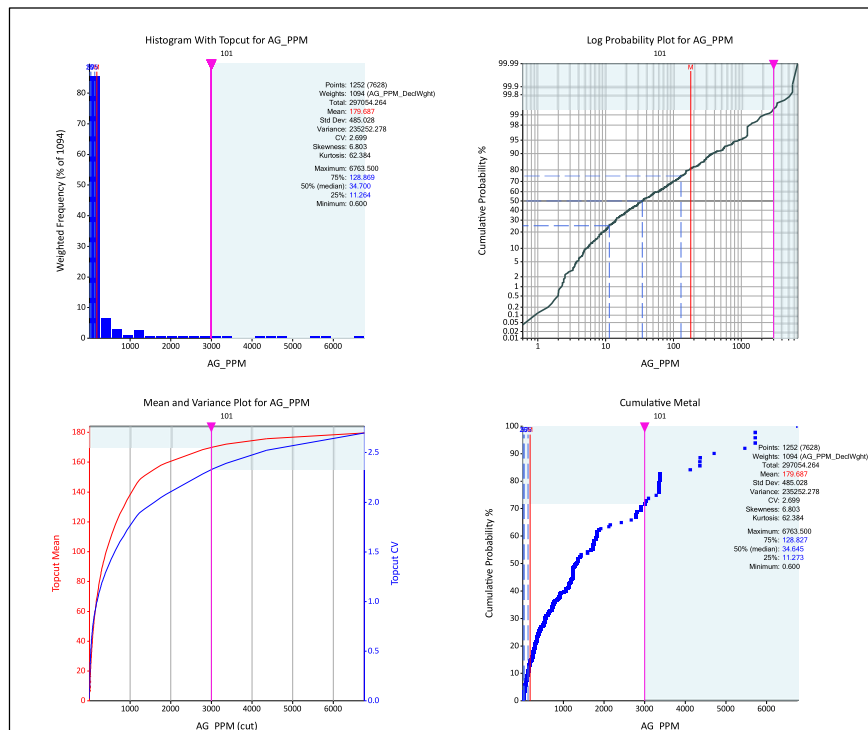 Histogram With Topcut for AG_PPM
101
Points: 1252 (7628)
Weights: 1094 (AG_PPM_DeclWght)
Total: 297054.264
Mean: 179.687
Std Dev: 485.028
Variance: 235252.278
CV: 2.699
Skewness: 6.803
Kurtosis: 62.384
Maximum: 6763.500
75%: 128.869
50% (median): 34.700
25%: 11.264
Minimum: 0.600
Weighted Frequency (% of 1094)
80
70
60
50
40
30
20
10
0
1000 2000 3000 4000 5000 6000
AG_PPM
Log Probability Plot for AG_PPM
101
M
Cumulative Probability %
99.99
99.9
99.8
99
98
95
90
80
70
60
50
40
30
20
10
5
2
1
0.5
0.2
0.1
0.05
0.02
0.01
1 10 100 1000
AG_PPM
Mean and Variance Plot for AG_PPM
101
Topcut Mean
180
160
140
120
100
80
60
40
20
0
Topcut CV
2.5
2.0
1.5
1.0
0.5
0.0
1000 2000 3000 4000 5000 6000
AG_PPM (cut)
Cumulative Metal
101
Points: 1252 (7628)
Weights: 1094 (AG_PPM_DeclWght)
Total: 297054.264
Mean: 179.687
Std Dev: 485.028
Variance: 235252.278
CV: 2.699
Skewness: 6.803
Kurtosis: 62.384
Maximum: 6763.500
75%: 128.827
50% (median): 34.645
25%: 11.273
Minimum: 0.600
Cumulative Probability %
100
90
80
70
60
50
40
30
20
10
0
1000 2000 3000 4000 5000 6000
AG_PPM